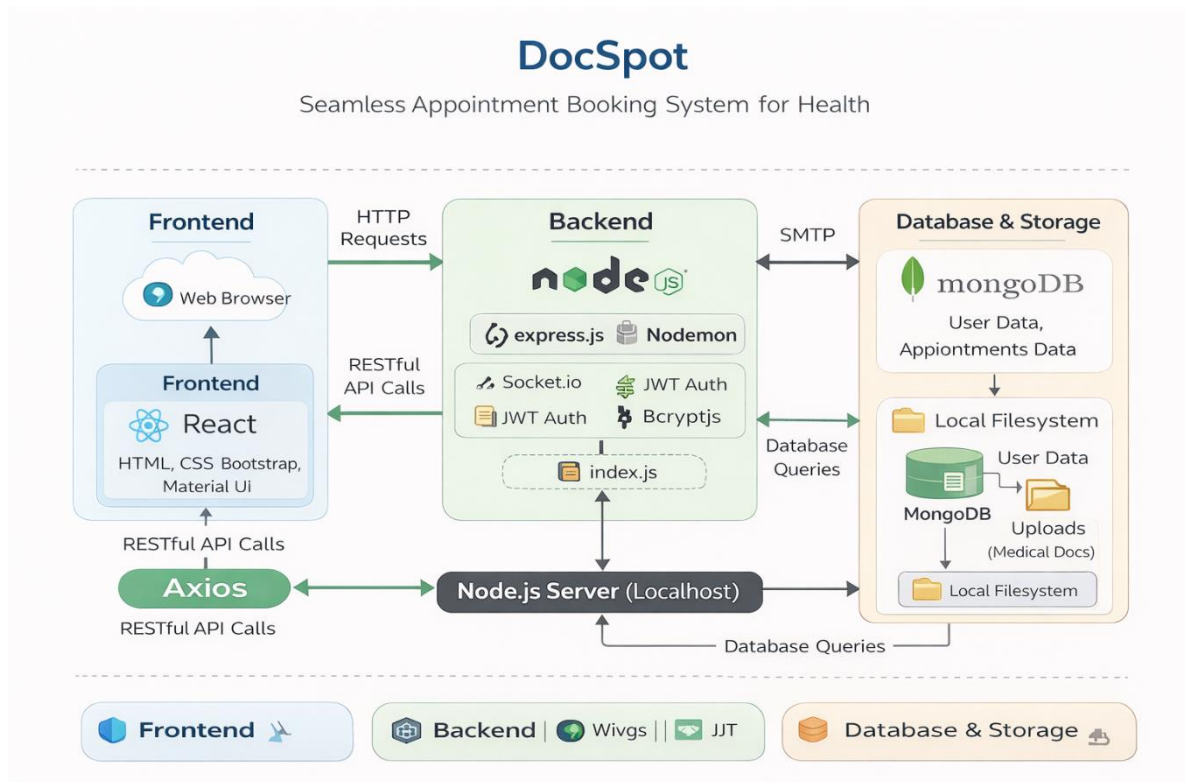 DocSpot
Seamless Appointment Booking System for Health
Frontend
Web Browser
Frontend
React
HTML, CSS Bootstrap,
Material Ui
RESTful API Calls
Axios
RESTful API Calls
HTTP
Requests
RESTful
API Calls
Backend
node
JS
express.js
Nodemon
Socket.io
JWT Auth
JWT Auth
Bcryptjs
index.js
Node.js Server (Localhost)
SMTP
Database
Queries
Database Queries
Database & Storage
mongoDB
User Data,
Appiontments Data
Local Filesystem
User Data
MongoDB
Uploads
(Medical Docs)
Local Filesystem
Frontend
Backend | Wivgs || JJT
Database & Storage